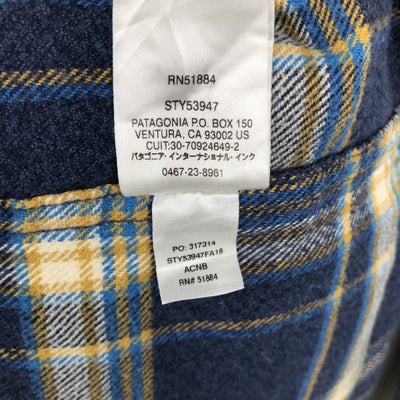 RN51884
STY53947
PATAGONIA P.O. BOX 150
VENTURA, CA 93002 US
CUIT:30-70924649-2
パタゴニア・インターナショナル・インク
0467-23-8961
PO: 317314
STY53947FA18
ACNB
RN# 51884